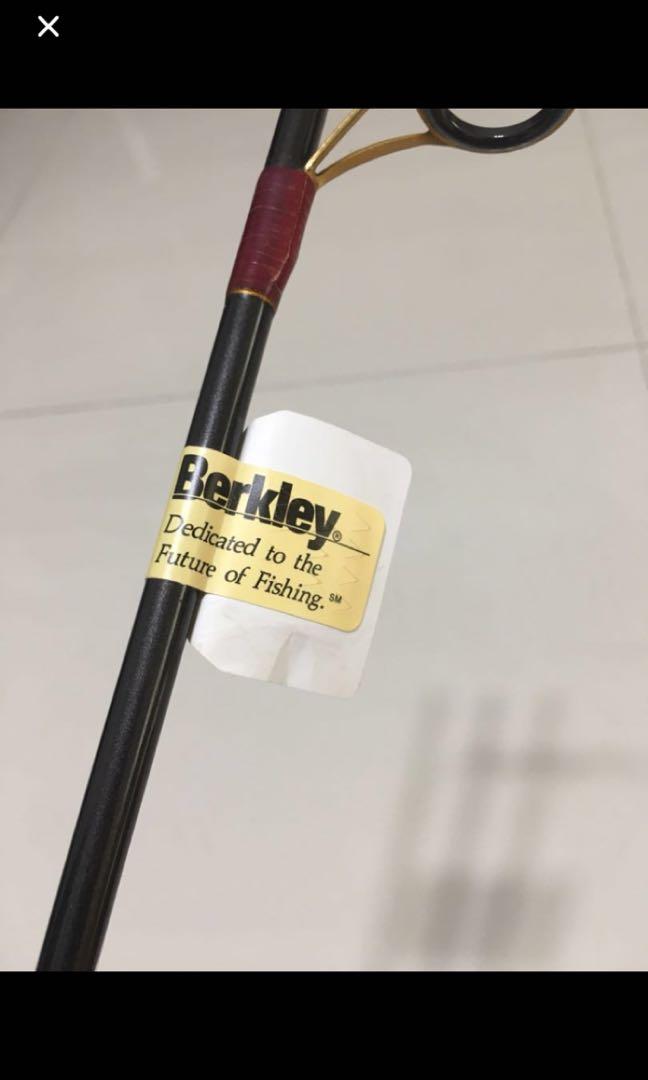 Berkley®
Dedicated to the
Future of Fishing.℠